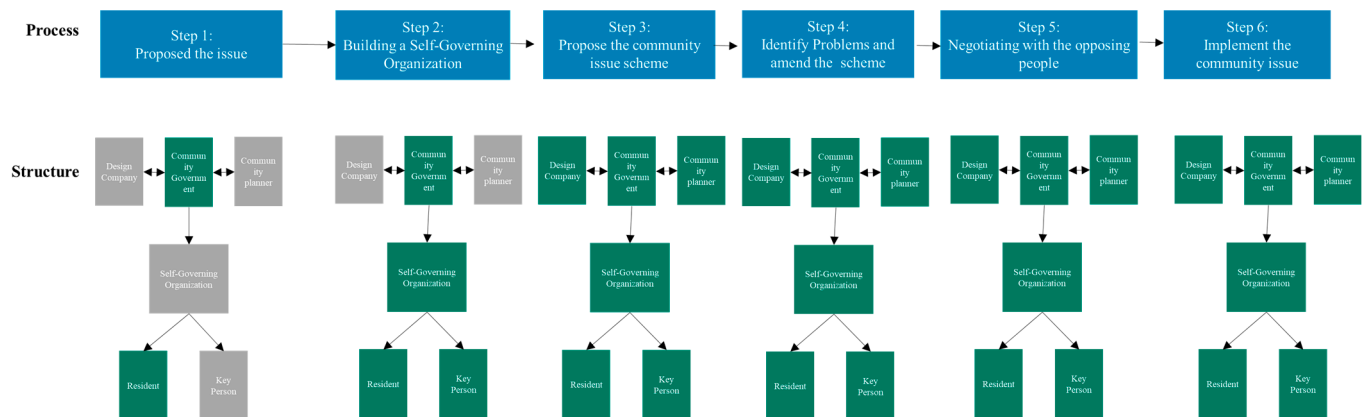 Process
Step 1:
Proposed the issue
Step 2:
Building a Self-Governing
Organization
Step 3:
Propose the community
issue scheme
Step 4:
Identify Problems and
amend the scheme
Step 5:
Negotiating with the opposing
people
Step 6:
Implement the
community issue
Structure
Design
Company
Commun
ity
Governm
ent
Commun
ity
planner
Design
Company
Commun
ity
Governm
ent
Commun
ity
planner
Design
Company
Commun
ity
Governm
ent
Commun
ity
planner
Design
Company
Commun
ity
Governm
ent
Commun
ity
planner
Design
Company
Commun
ity
Governm
ent
Commun
ity
planner
Design
Company
Commun
ity
Governm
ent
Commun
ity
planner
Self-Governing
Organization
Self-Governing
Organization
Self-Governing
Organization
Self-Governing
Organization
Self-Governing
Organization
Self-Governing
Organization
Resident
Key
Person
Resident
Key
Person
Resident
Key
Person
Resident
Key
Person
Resident
Key
Person
Resident
Key
Person